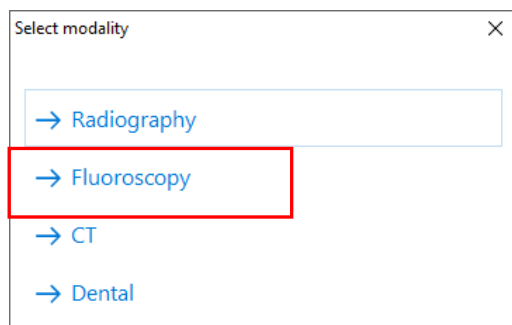 Select modality
Radiography
Fluoroscopy
CT
Dental